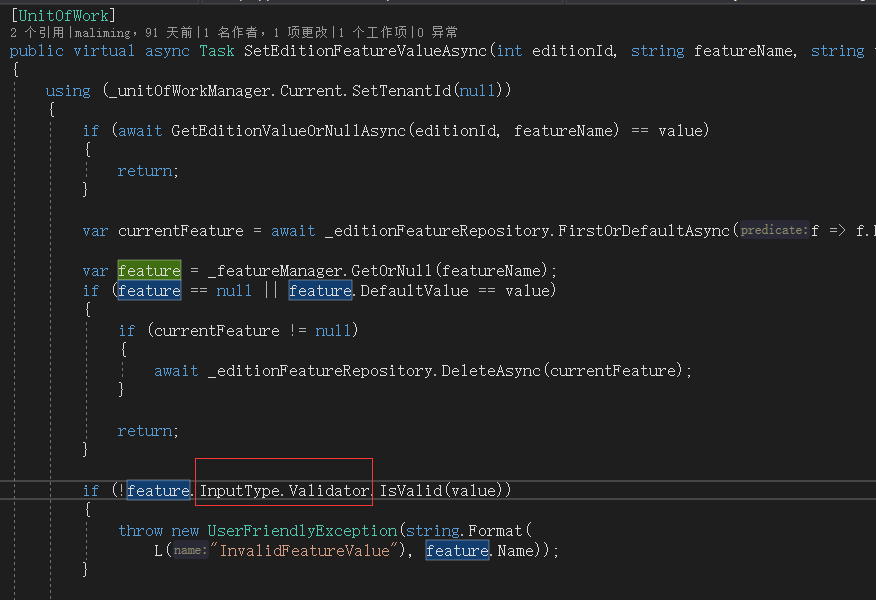 [UnitOfWork]
2 个引用|maliming，91 天前|1 名作者，1 项更改|1 个工作项|0 异常
public virtual async Task SetEditionFeatureValueAsync(int editionId, string featureName, string
{
using (_unitOfWorkManager.Current.SetTenantId(null))
{
if (await GetEditionValueOrNullAsync(editionId, featureName) == value)
{
return;
}
var currentFeature = await _editionFeatureRepository.FirstOrDefaultAsync(predicate: f => f.
var feature = _featureManager.GetOrNull(featureName);
if (feature == null || feature.DefaultValue == value)
{
if (currentFeature != null)
{
await _editionFeatureRepository.DeleteAsync(currentFeature);
}
return;
}
if (!feature.InputType.Validator.IsValid(value))
{
throw new UserFriendlyException(string.Format(
L(name: "InvalidFeatureValue"), feature.Name));
}